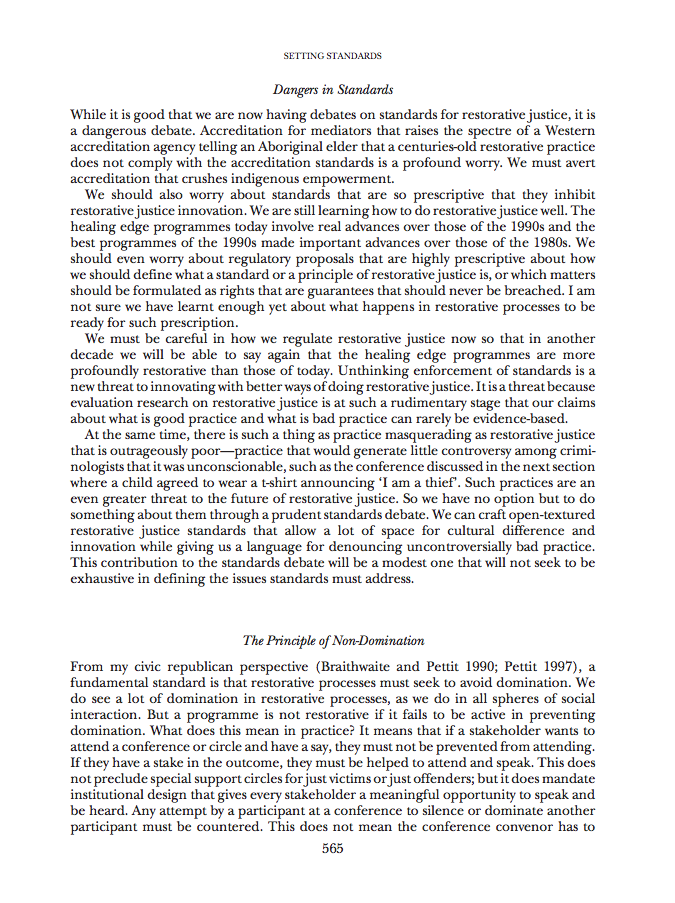 SETTING STANDARDS
Dangers in Standards
While it is good that we are now having debates on standards for restorative justice, it is
a dangerous debate. Accreditation for mediators that raises the spectre of a Western
accreditation agency telling an Aboriginal elder that a centuries-old restorative practice
does not comply with the accreditation standards is a profound worry. We must avert
accreditation that crushes indigenous empowerment.
We should also worry about standards that are so prescriptive that they inhibit
restorative justice innovation. We are still learning how to do restorative justice well. The
healing edge programmes today involve real advances over those of the 1990s and the
best programmes of the 1990s made important advances over those of the 1980s. We
should even worry about regulatory proposals that are highly prescriptive about how
we should define what a standard or a principle of restorative justice is, or which matters
should be formulated as rights that are guarantees that should never be breached. I am
not sure we have learnt enough yet about what happens in restorative processes to be
ready for such prescription.
We must be careful in how we regulate restorative justice now so that in another
decade we will be able to say again that the healing edge programmes are more
profoundly restorative than those of today. Unthinking enforcement of standards is a
new threat to innovating with better ways of doing restorative justice. It is a threat because
evaluation research on restorative justice is at such a rudimentary stage that our claims
about what is good practice and what is bad practice can rarely be evidence-based.
At the same time, there is such a thing as practice masquerading as restorative justice
that is outrageously poor—practice that would generate little controversy among crimi-
nologists that it was unconscionable, such as the conference discussed in the next section
where a child agreed to wear a t-shirt announcing ‘I am a thief’. Such practices are an
even greater threat to the future of restorative justice. So we have no option but to do
something about them through a prudent standards debate. We can craft open-textured
restorative justice standards that allow a lot of space for cultural difference and
innovation while giving us a language for denouncing uncontroversially bad practice.
This contribution to the standards debate will be a modest one that will not seek to be
exhaustive in defining the issues standards must address.
The Principle of Non-Domination
From my civic republican perspective (Braithwaite and Pettit 1990; Pettit 1997), a
fundamental standard is that restorative processes must seek to avoid domination. We
do see a lot of domination in restorative processes, as we do in all spheres of social
interaction. But a programme is not restorative if it fails to be active in preventing
domination. What does this mean in practice? It means that if a stakeholder wants to
attend a conference or circle and have a say, they must not be prevented from attending.
If they have a stake in the outcome, they must be helped to attend and speak. This does
not preclude special support circles for just victims or just offenders; but it does mandate
institutional design that gives every stakeholder a meaningful opportunity to speak and
be heard. Any attempt by a participant at a conference to silence or dominate another
participant must be countered. This does not mean the conference convenor has to
565